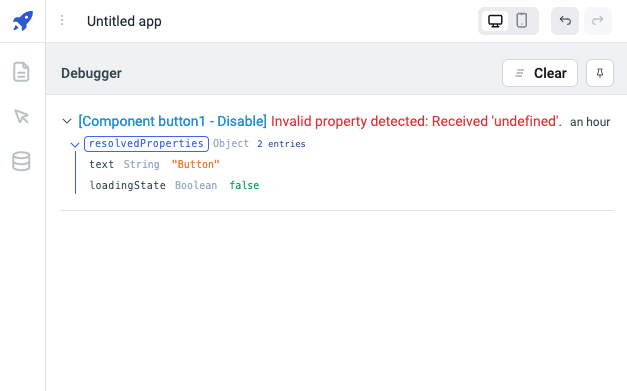 Untitled app
Debugger
Clear
[Component button1 - Disable] Invalid property detected: Received 'undefined'. an hour
resolvedProperties Object 2 entries
text String "Button"
loadingState Boolean false